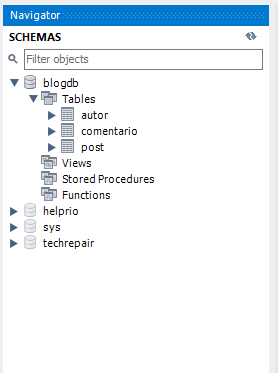 Navigator
SCHEMAS
Filter objects
blogdb
Tables
autor
comentario
post
Views
Stored Procedures
Functions
helprio
sys
techrepair